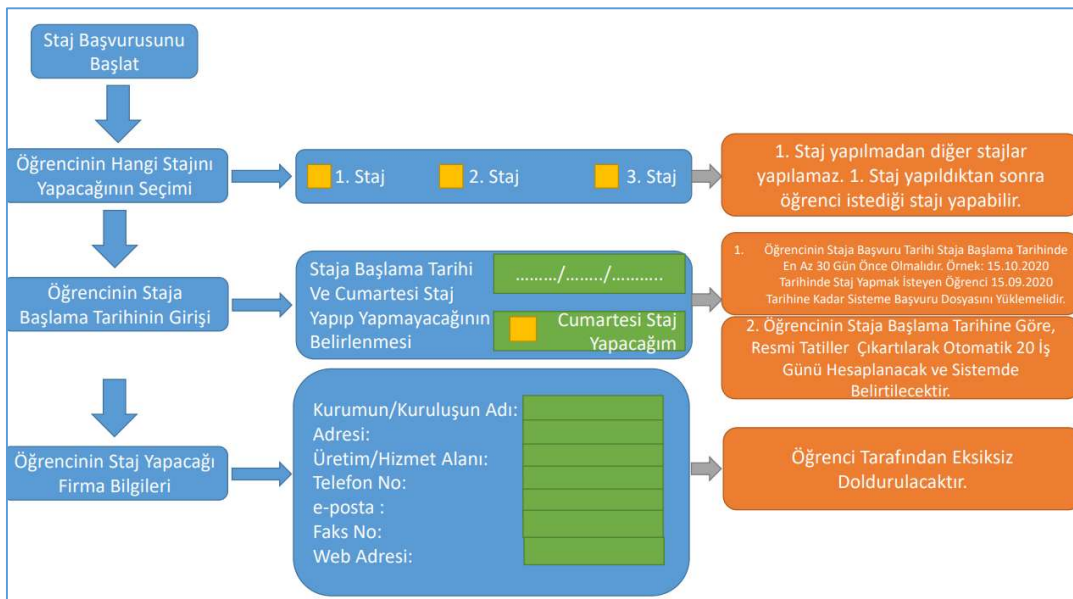 Staj Başvurusunu
Başlat
Öğrencinin Hangi Stajını
Yapacağının Seçimi
1. Staj
2. Staj
3. Staj
1. Staj yapılmadan diğer stajlar
yapılamaz. 1. Staj yapıldıktan sonra
öğrenci istediği stajı yapabilir.
Öğrencinin Staja
Başlama Tarihinin Girişi
Staja Başlama Tarihi
Ve Cumartesi Staj
Yapıp Yapmayacağının
Belirlenmesi
........./......../..........
Cumartesi Staj
Yapacağım
1. Öğrencinin Staja Başvuru Tarihi Staja Başlama Tarihinde
En Az 30 Gün Önce Olmalıdır. Örnek: 15.10.2020
Tarihinde Staj Yapmak İsteyen Öğrenci 15.09.2020
Tarihine Kadar Sisteme Başvuru Dosyasını Yüklemelidir.
2. Öğrencinin Staja Başlama Tarihine Göre,
Resmi Tatiller Çıkartılarak Otomatik 20 İş
Günü Hesaplanacak ve Sistemde
Belirtilecektir.
Öğrencinin Staj Yapacağı
Firma Bilgileri
Kurumun/Kuruluşun Adı:
Adresi:
Üretim/Hizmet Alanı:
Telefon No:
e-posta :
Faks No:
Web Adresi:
Öğrenci Tarafından Eksiksiz
Doldurulacaktır.